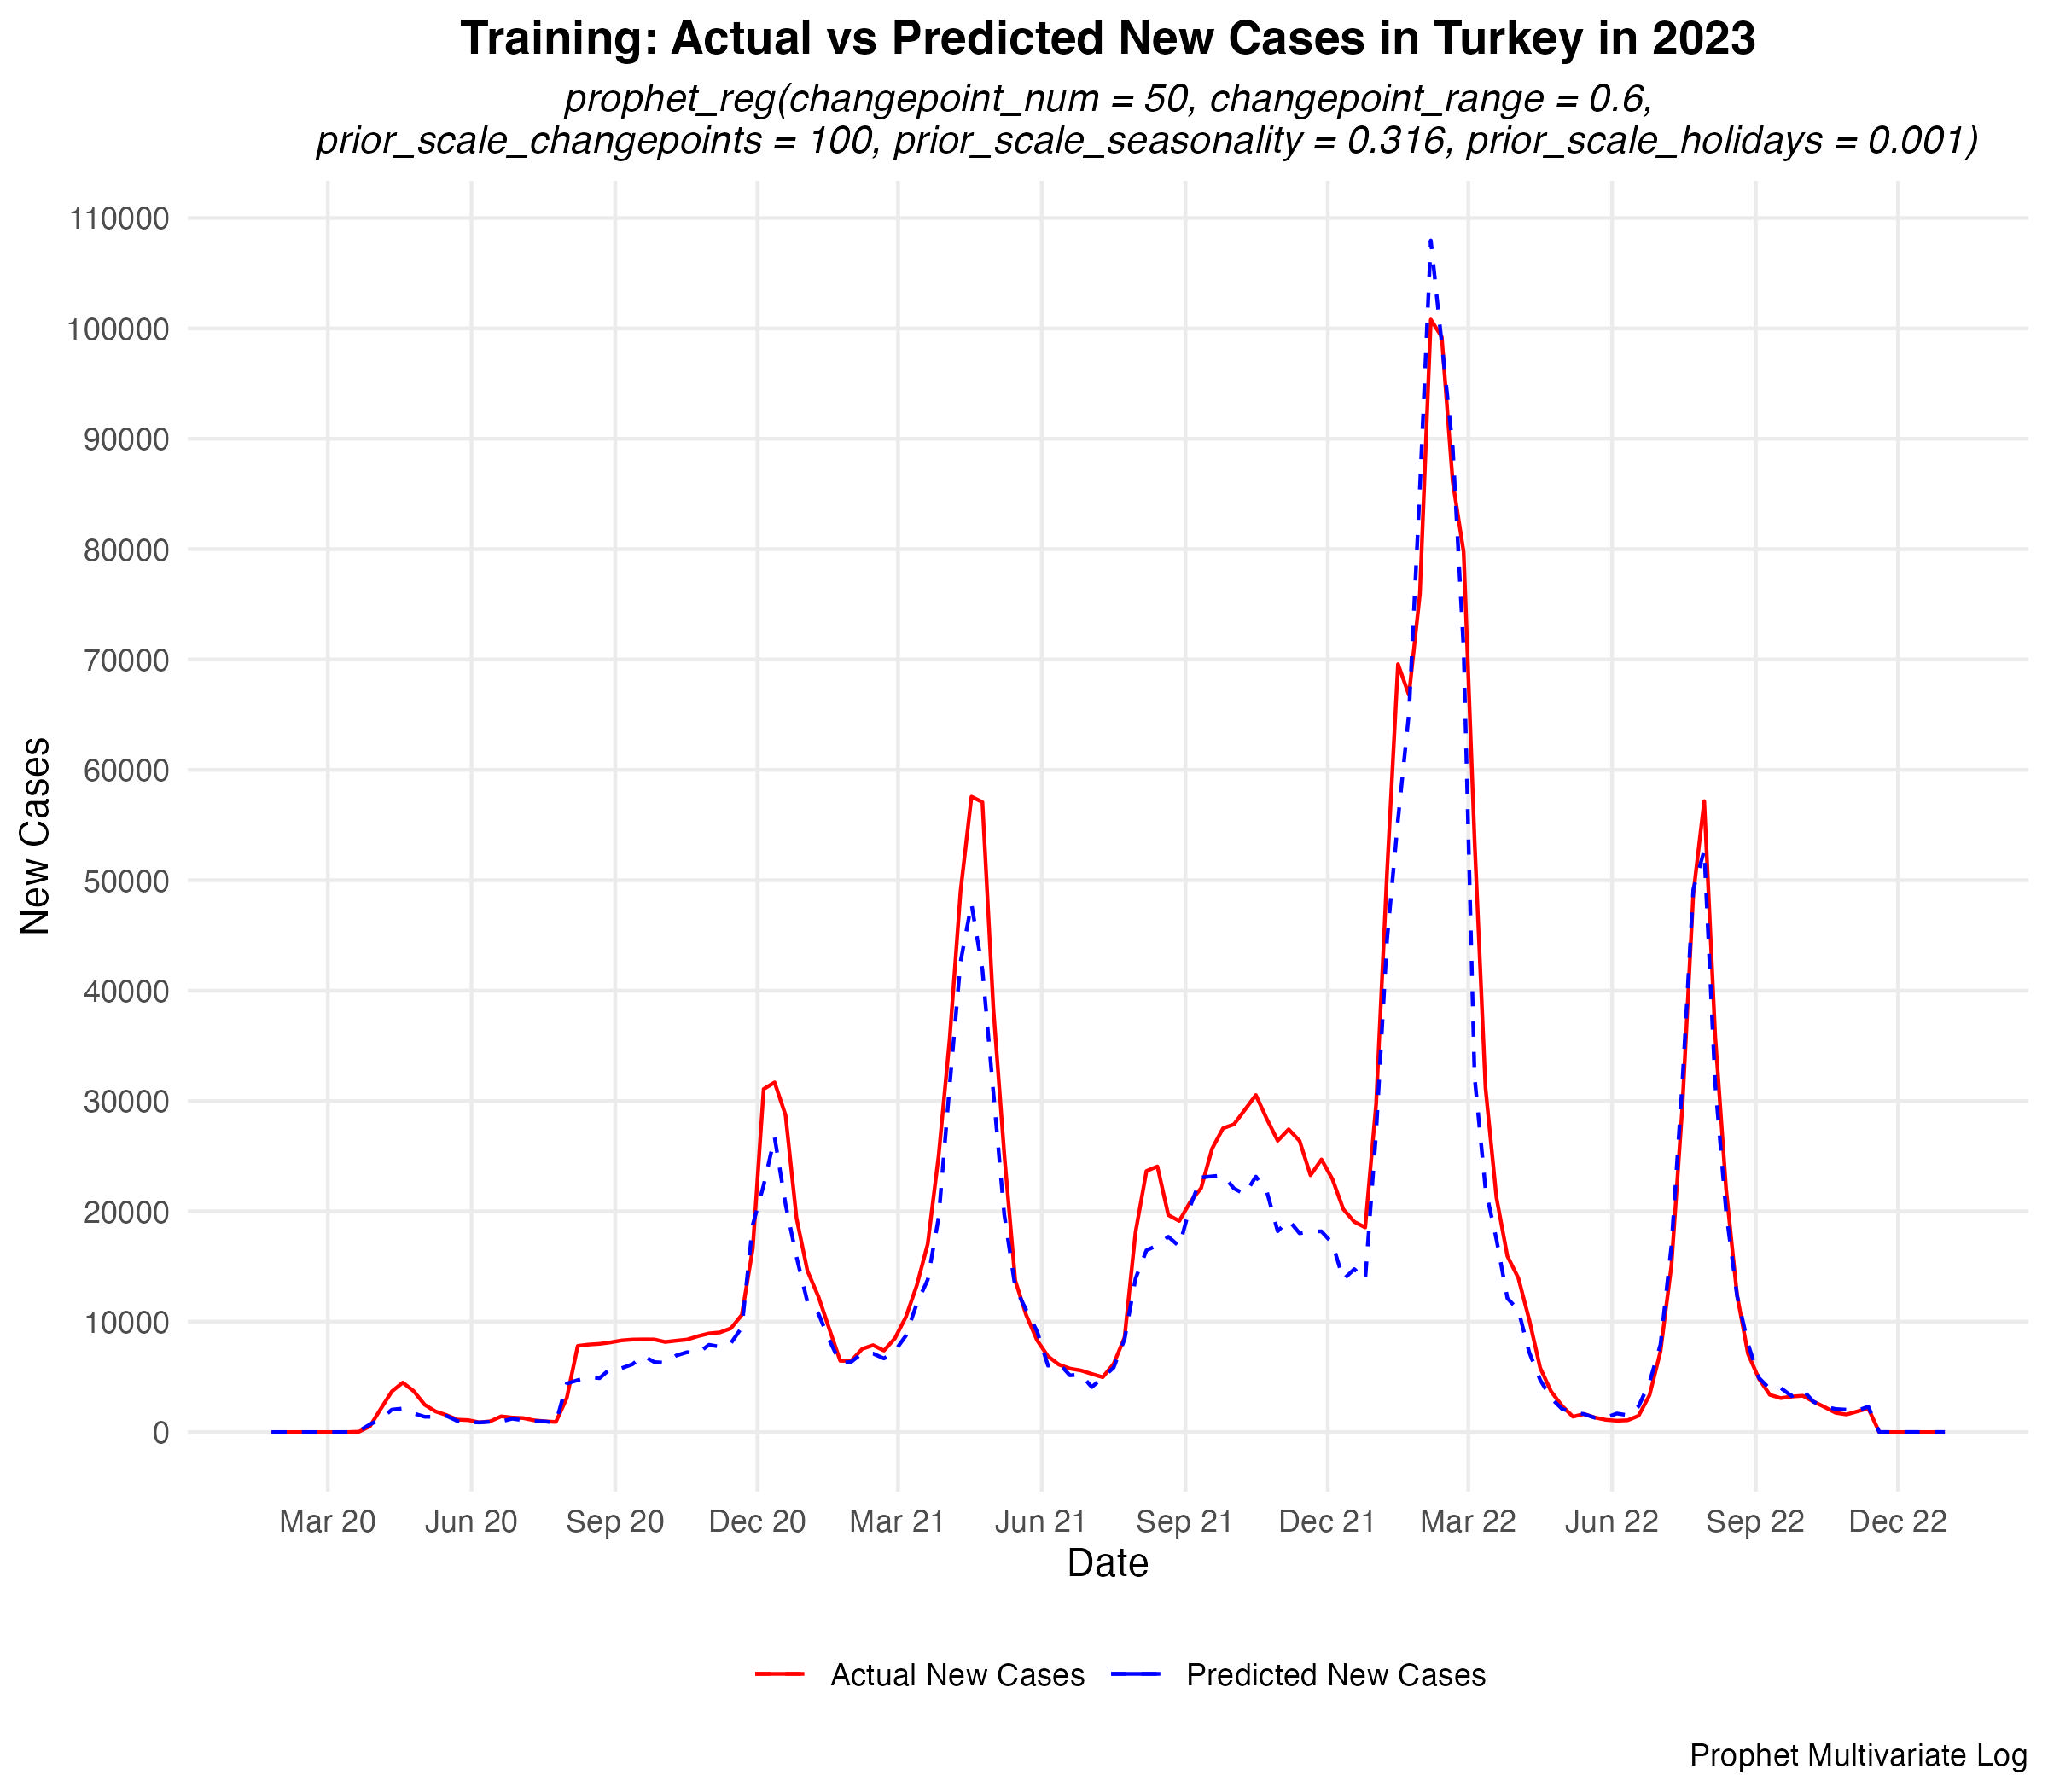 Training: Actual vs Predicted New Cases in Turkey in 2023
prophet_reg(changepoint_num = 50, changepoint_range = 0.6,
prior_scale_changepoints = 100, prior_scale_seasonality = 0.316, prior_scale_holidays = 0.001)
New Cases
110000
100000
90000
80000
70000
60000
50000
40000
30000
20000
10000
0
Mar 20 Jun 20 Sep 20 Dec 20 Mar 21 Jun 21 Sep 21 Dec 21 Mar 22 Jun 22 Sep 22 Dec 22
Date
Actual New Cases Predicted New Cases
Prophet Multivariate Log